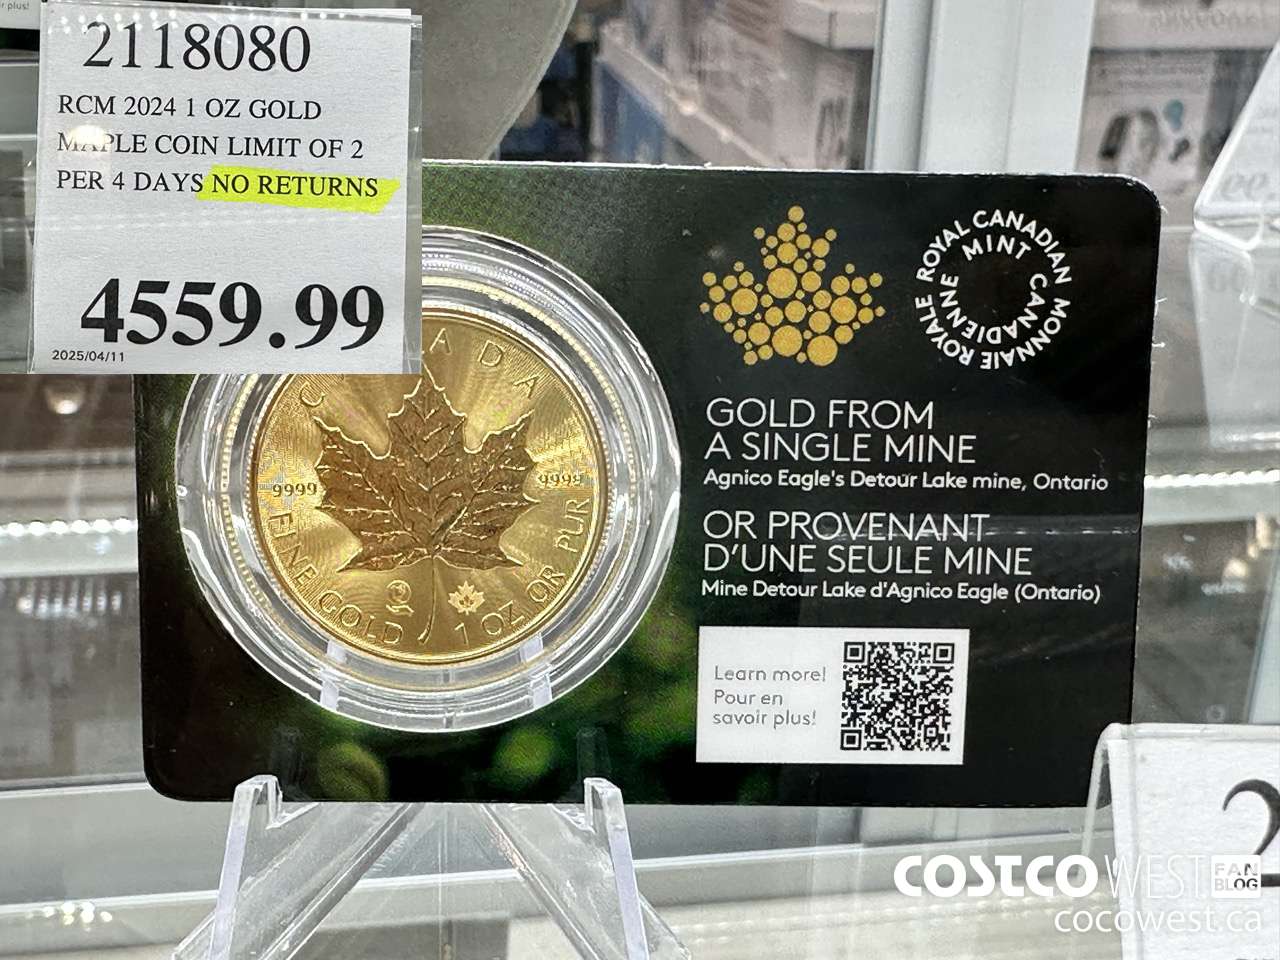 r plus!
2118080
RCM 2024 1 OZ GOLD
MAPLE COIN LIMIT OF 2
PER 4 DAYS NO RETURNS
4559.99
2025/04/11
ROYAL CANADIAN MINT
MONNAIE ROYALE CANADIENNE
CANADA
9999 9999
FINE GOLD 1 OZ OR PUR
GOLD FROM
A SINGLE MINE
Agnico Eagle's Detour Lake mine, Ontario
OR PROVENANT
D'UNE SEULE MINE
Mine Detour Lake d'Agnico Eagle (Ontario)
Learn more!
Pour en
savoir plus!
2
COSTCO WEST FAN BLOG
cocowest.ca